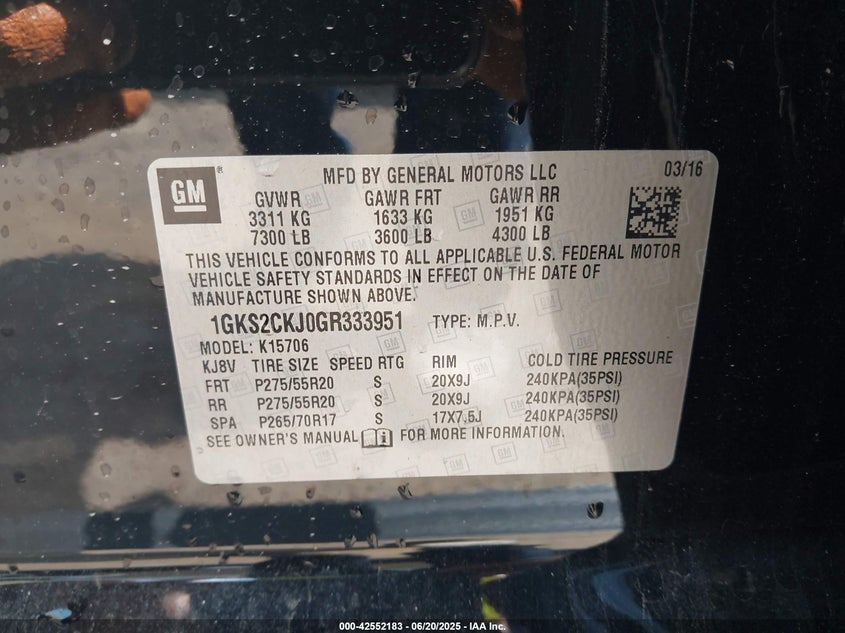 GM
MFD BY GENERAL MOTORS LLC 03/16
GVWR GAWR FRT GAWR RR
3311 KG 1633 KG 1951 KG
7300 LB 3600 LB 4300 LB
THIS VEHICLE CONFORMS TO ALL APPLICABLE U.S. FEDERAL MOTOR
VEHICLE SAFETY STANDARDS IN EFFECT ON THE DATE OF
MANUFACTURE SHOWN ABOVE.
1GKS2CKJ0GR333951 TYPE: M.P.V.
MODEL: K15706
KJ8V TIRE SIZE SPEED RTG RIM COLD TIRE PRESSURE
FRT P275/55R20 S 20X9J 240KPA(35PSI)
RR P275/55R20 S 20X9J 240KPA(35PSI)
SPA P265/70R17 S 17X7.5J 240KPA(35PSI)
SEE OWNER'S MANUAL i FOR MORE INFORMATION.
000-42552183 - 06/20/2025 - IAA Inc.